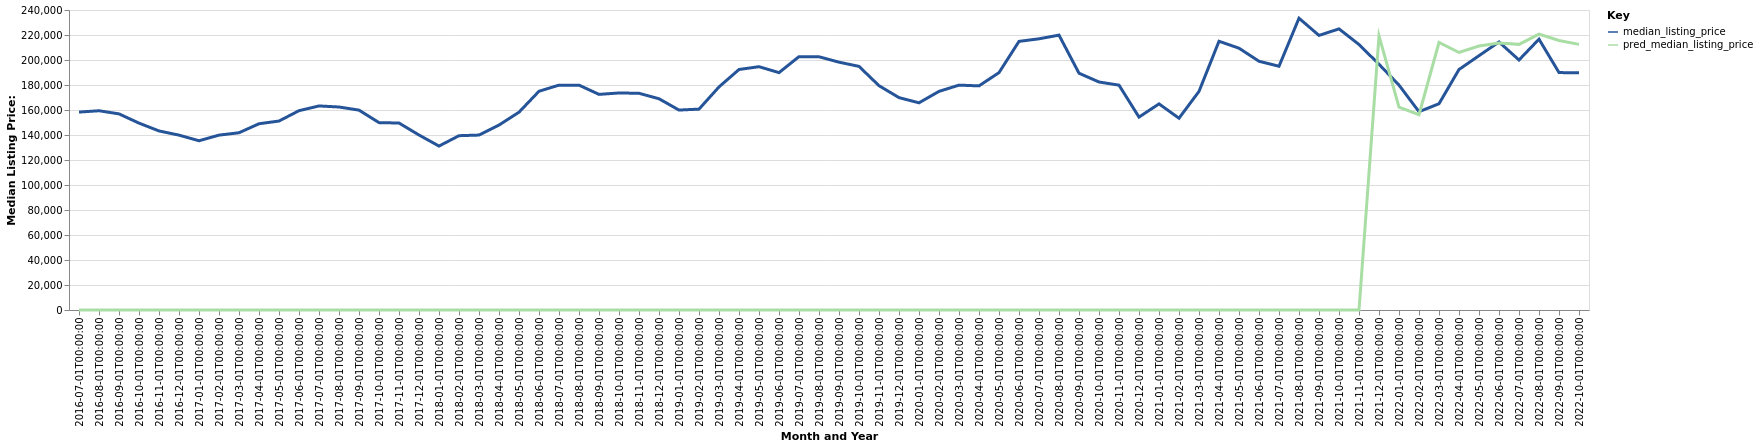 240,000
220,000
200,000
180,000
160,000
140,000
120,000
100,000
80,000
60,000
40,000
20,000
0
Median Listing Price:
2016-07-01T00:00:00
2016-08-01T00:00:00
2016-09-01T00:00:00
2016-10-01T00:00:00
2016-11-01T00:00:00
2016-12-01T00:00:00
2017-01-01T00:00:00
2017-02-01T00:00:00
2017-03-01T00:00:00
2017-04-01T00:00:00
2017-05-01T00:00:00
2017-06-01T00:00:00
2017-07-01T00:00:00
2017-08-01T00:00:00
2017-09-01T00:00:00
2017-10-01T00:00:00
2017-11-01T00:00:00
2017-12-01T00:00:00
2018-01-01T00:00:00
2018-02-01T00:00:00
2018-03-01T00:00:00
2018-04-01T00:00:00
2018-05-01T00:00:00
2018-06-01T00:00:00
2018-07-01T00:00:00
2018-08-01T00:00:00
2018-09-01T00:00:00
2018-10-01T00:00:00
2018-11-01T00:00:00
2018-12-01T00:00:00
2019-01-01T00:00:00
2019-02-01T00:00:00
2019-03-01T00:00:00
2019-04-01T00:00:00
2019-05-01T00:00:00
2019-06-01T00:00:00
2019-07-01T00:00:00
2019-08-01T00:00:00
2019-09-01T00:00:00
2019-10-01T00:00:00
2019-11-01T00:00:00
2019-12-01T00:00:00
2020-01-01T00:00:00
2020-02-01T00:00:00
2020-03-01T00:00:00
2020-04-01T00:00:00
2020-05-01T00:00:00
2020-06-01T00:00:00
2020-07-01T00:00:00
2020-08-01T00:00:00
2020-09-01T00:00:00
2020-10-01T00:00:00
2020-11-01T00:00:00
2020-12-01T00:00:00
2021-01-01T00:00:00
2021-02-01T00:00:00
2021-03-01T00:00:00
2021-04-01T00:00:00
2021-05-01T00:00:00
2021-06-01T00:00:00
2021-07-01T00:00:00
2021-08-01T00:00:00
2021-09-01T00:00:00
2021-10-01T00:00:00
2021-11-01T00:00:00
2021-12-01T00:00:00
2022-01-01T00:00:00
2022-02-01T00:00:00
2022-03-01T00:00:00
2022-04-01T00:00:00
2022-05-01T00:00:00
2022-06-01T00:00:00
2022-07-01T00:00:00
2022-08-01T00:00:00
2022-09-01T00:00:00
2022-10-01T00:00:00
Month and Year
Key
median_listing_price
pred_median_listing_price